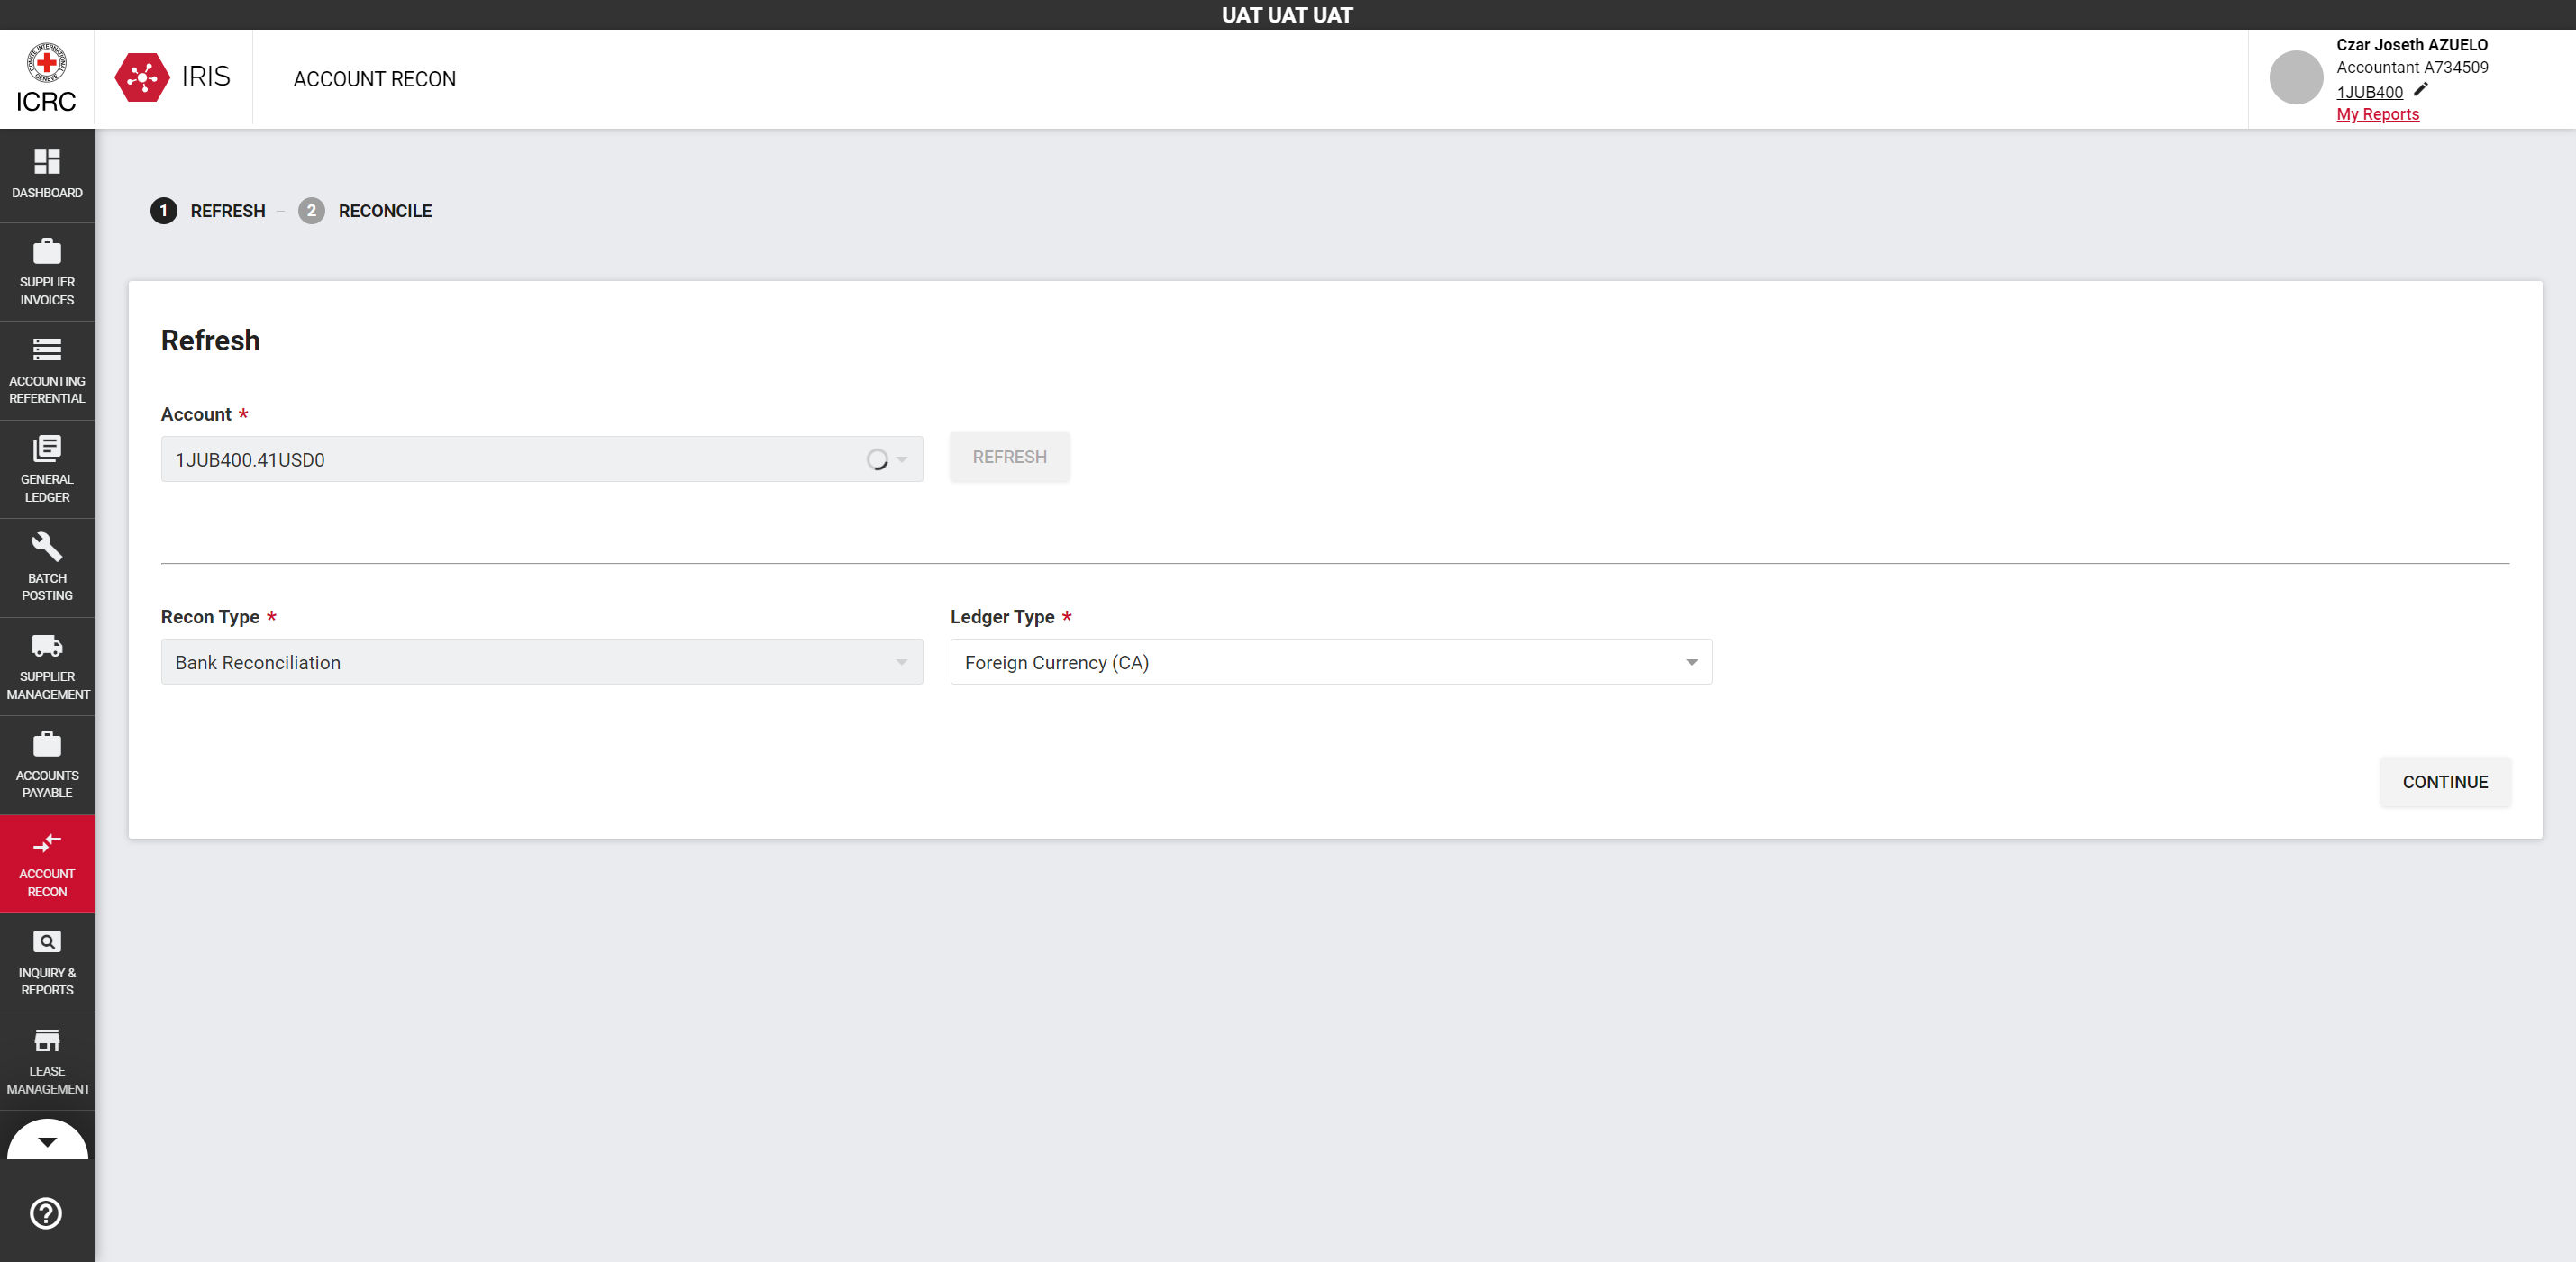 UAT UAT UAT
ICRC
IRIS
ACCOUNT RECON
Czar Joseth AZUELO
Accountant A734509
1JUB400
My Reports
DASHBOARD
SUPPLIER
INVOICES
ACCOUNTING
REFERENTIAL
GENERAL
LEDGER
BATCH
POSTING
SUPPLIER
MANAGEMENT
ACCOUNTS
PAYABLE
ACCOUNT
RECON
INQUIRY &
REPORTS
LEASE
MANAGEMENT
1 REFRESH – 2 RECONCILE
Refresh
Account *
1JUB400.41USD0
REFRESH
Recon Type *
Ledger Type *
Bank Reconciliation
Foreign Currency (CA)
CONTINUE